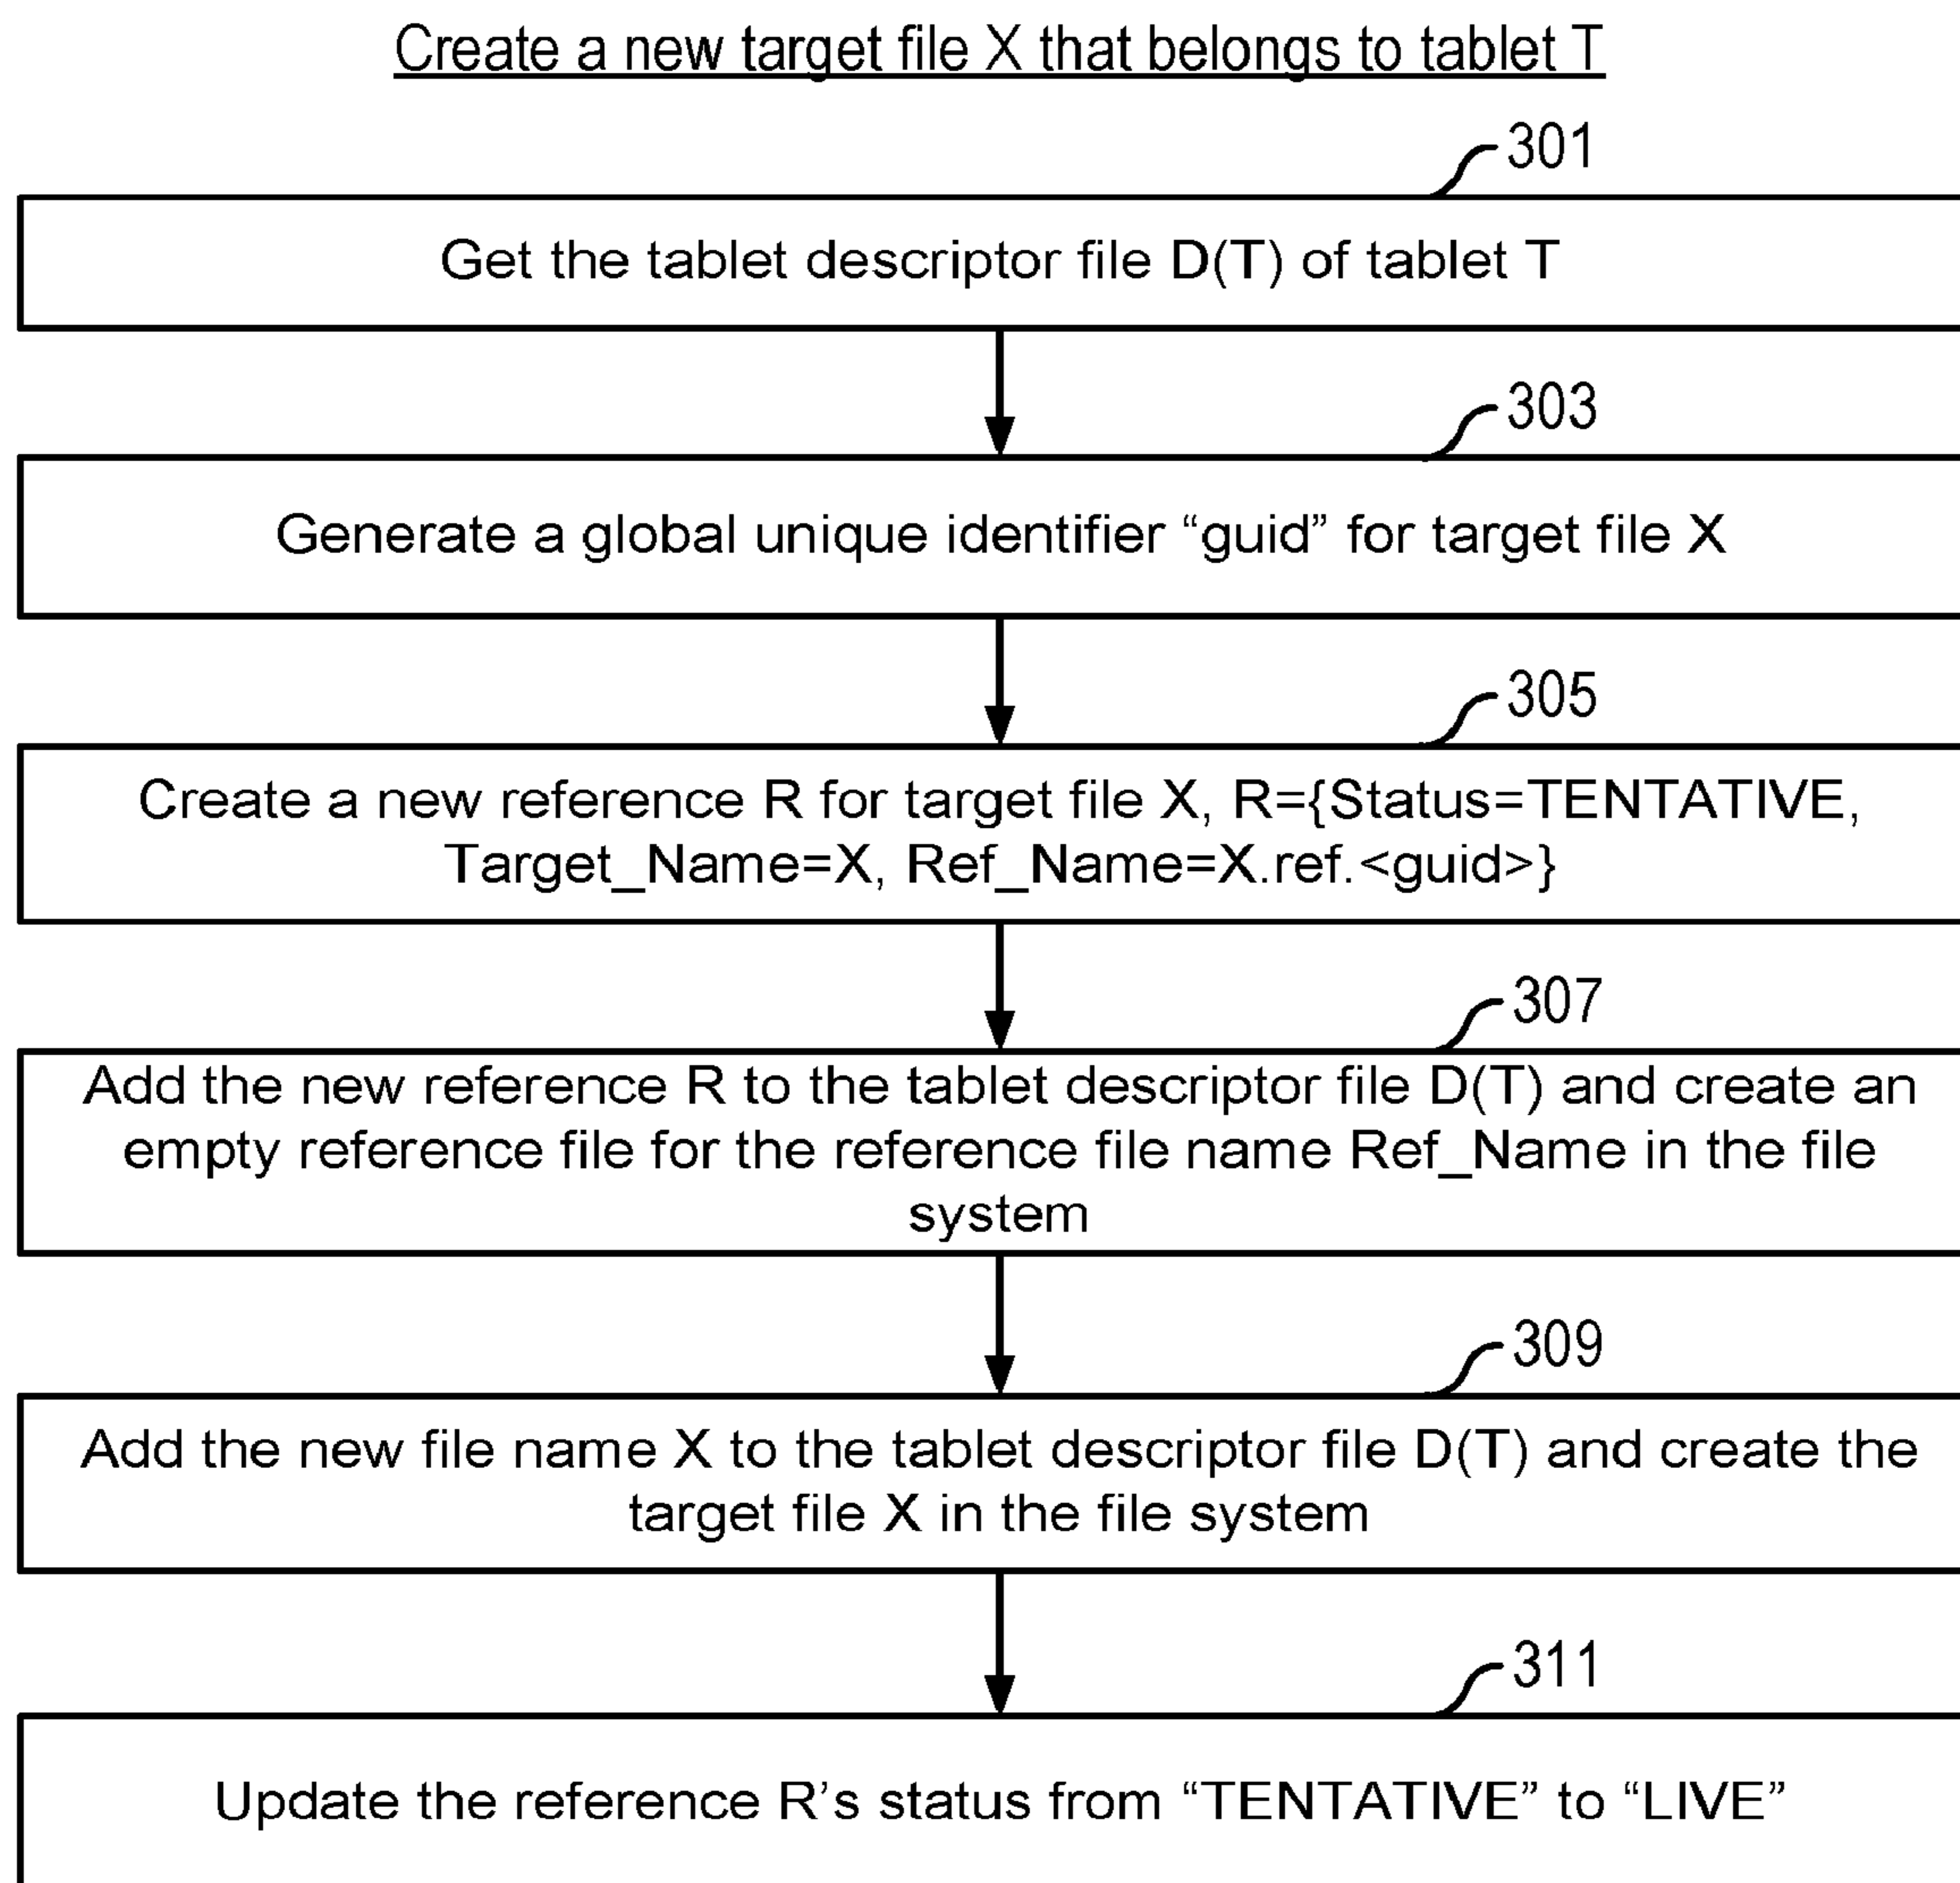 Create a new target file X that belongs to tablet T
301
Get the tablet descriptor file D(T) of tablet T
303
Generate a global unique identifier “guid” for target file X
305
Create a new reference R for target file X, R={Status=TENTATIVE,
Target_Name=X, Ref_Name=X.ref.<guid>}
307
Add the new reference R to the tablet descriptor file D(T) and create an
empty reference file for the reference file name Ref_Name in the file
system
309
Add the new file name X to the tablet descriptor file D(T) and create the
target file X in the file system
311
Update the reference R’s status from “TENTATIVE” to “LIVE”